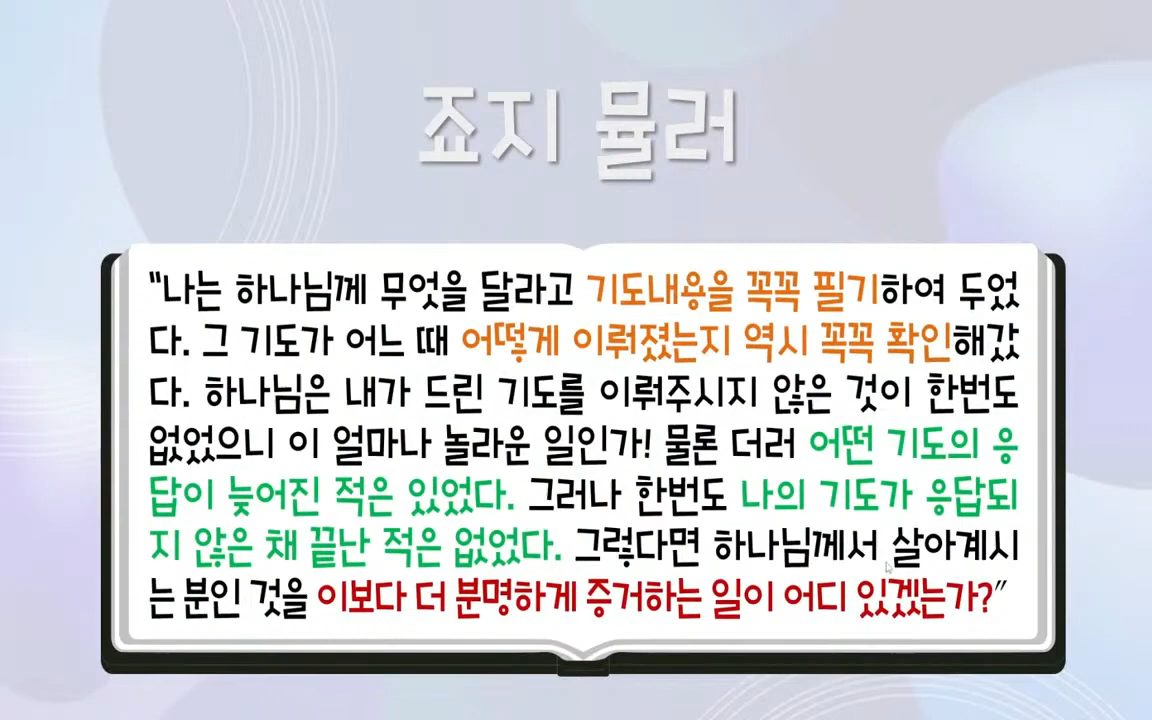 죠지 뮬러
"나는 하나님께 무엇을 달라고 기도내용을 꼭꼭 필기하여 두었
다. 그 기도가 어느 때 어떻게 이뤄졌는지 역시 꼭꼭 확인해갔
다. 하나님은 내가 드린 기도를 이뤄주시지 않은 것이 한번도
없었으니 이 얼마나 놀라운 일인가! 물론 더러 어떤 기도의 응
답이 늦어진 적은 있었다. 그러나 한번도 나의 기도가 응답되
지 않은 채 끝난 적은 없었다. 그렇다면 하나님께서 살아계시
는 분인 것을 이보다 더 분명하게 증거하는 일이 어디 있겠는가?"